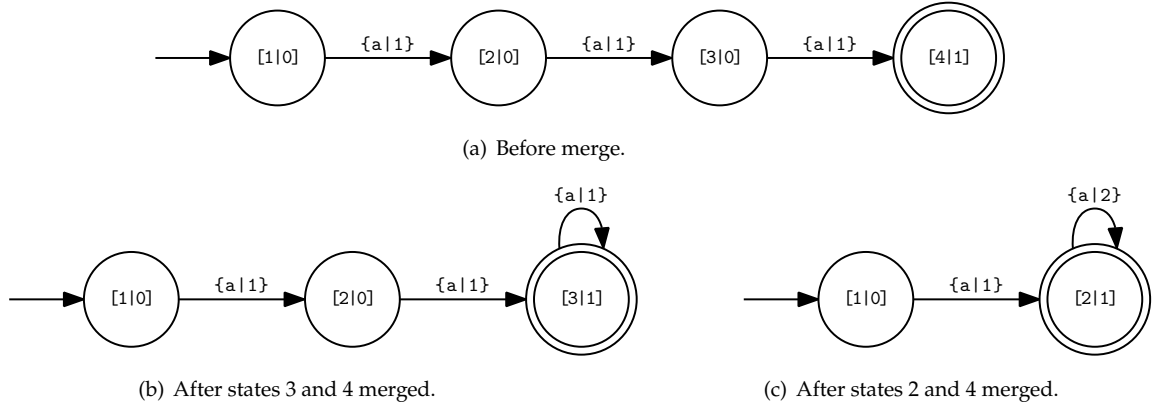 {a|1} {a|1} {a|1}
[1|0] [2|0] [3|0] [4|1]
(a) Before merge.
{a|1} {a|2}
{a|1} {a|1} {a|1}
[1|0] [2|0] [3|1] [1|0] [2|1]
(b) After states 3 and 4 merged. (c) After states 2 and 4 merged.